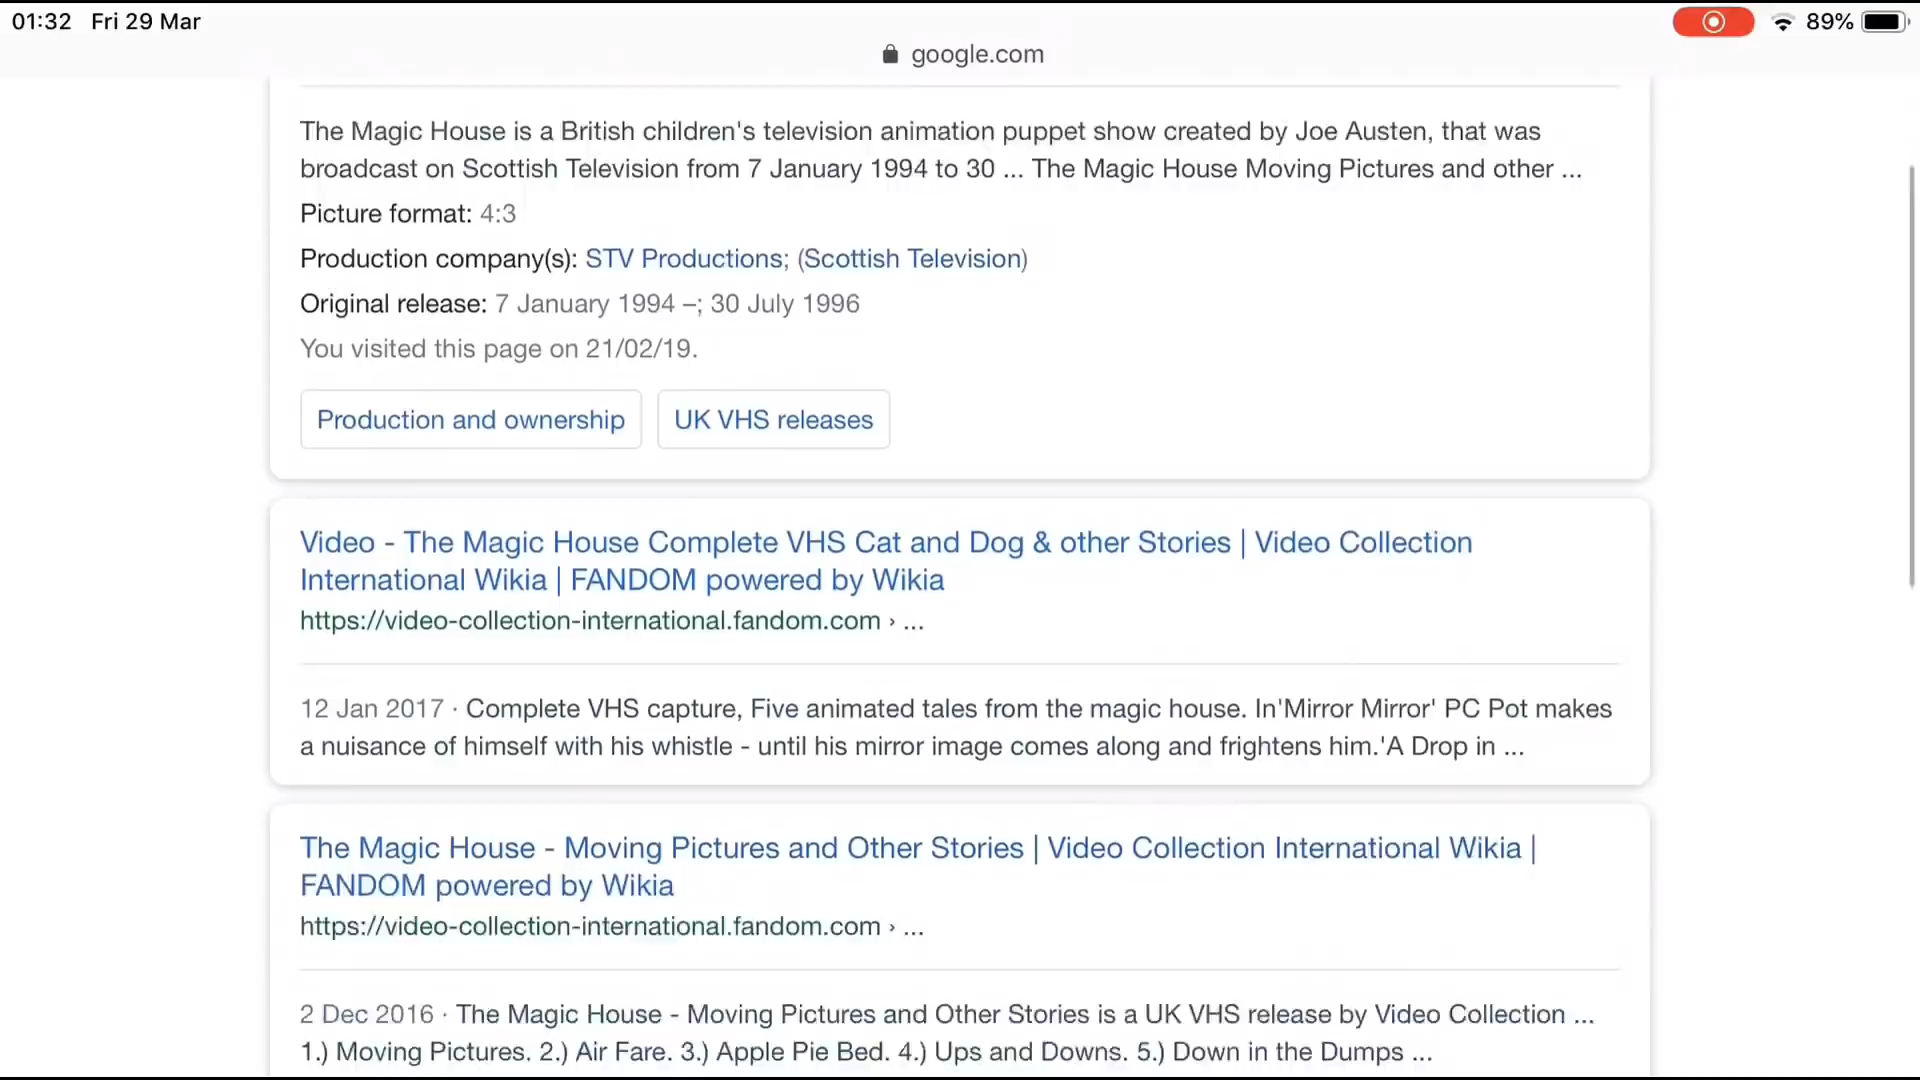 01:32 Fri 29 Mar
89%
google.com
The Magic House is a British children's television animation puppet show created by Joe Austen, that was
broadcast on Scottish Television from 7 January 1994 to 30 ... The Magic House Moving Pictures and other ...
Picture format: 4:3
Production company(s): STV Productions; (Scottish Television)
Original release: 7 January 1994 –; 30 July 1996
You visited this page on 21/02/19.
Production and ownership
UK VHS releases
Video - The Magic House Complete VHS Cat and Dog & other Stories | Video Collection
International Wikia | FANDOM powered by Wikia
https://video-collection-international.fandom.com › ...
12 Jan 2017 · Complete VHS capture, Five animated tales from the magic house. In'Mirror Mirror' PC Pot makes
a nuisance of himself with his whistle - until his mirror image comes along and frightens him.'A Drop in ...
The Magic House - Moving Pictures and Other Stories | Video Collection International Wikia |
FANDOM powered by Wikia
https://video-collection-international.fandom.com › ...
2 Dec 2016 · The Magic House - Moving Pictures and Other Stories is a UK VHS release by Video Collection ...
1.) Moving Pictures. 2.) Air Fare. 3.) Apple Pie Bed. 4.) Ups and Downs. 5.) Down in the Dumps ...